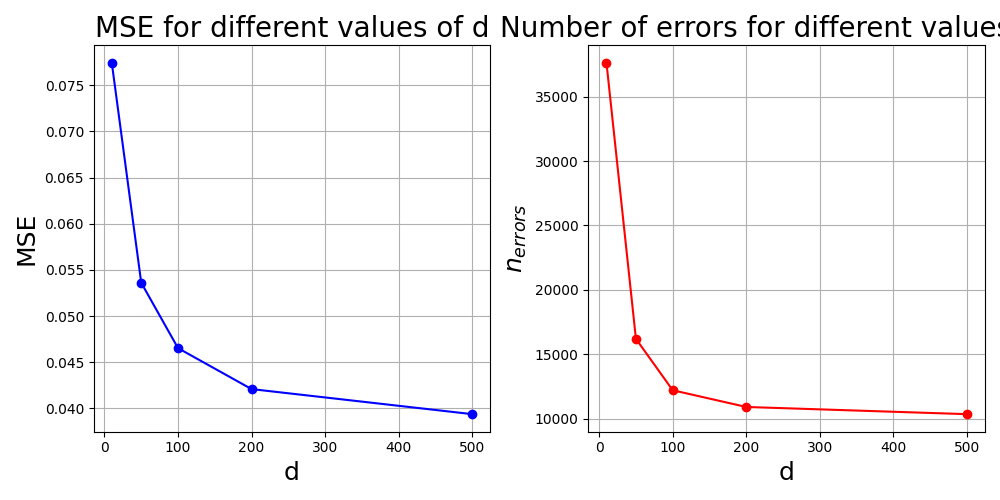 MSE for different values of d
0.075
0.070
0.065
0.060
0.055
0.050
0.045
0.040
MSE
0 100 200 300 400 500
d
Number of errors for different values
35000
30000
25000
20000
15000
10000
n_errors
0 100 200 300 400 500
d